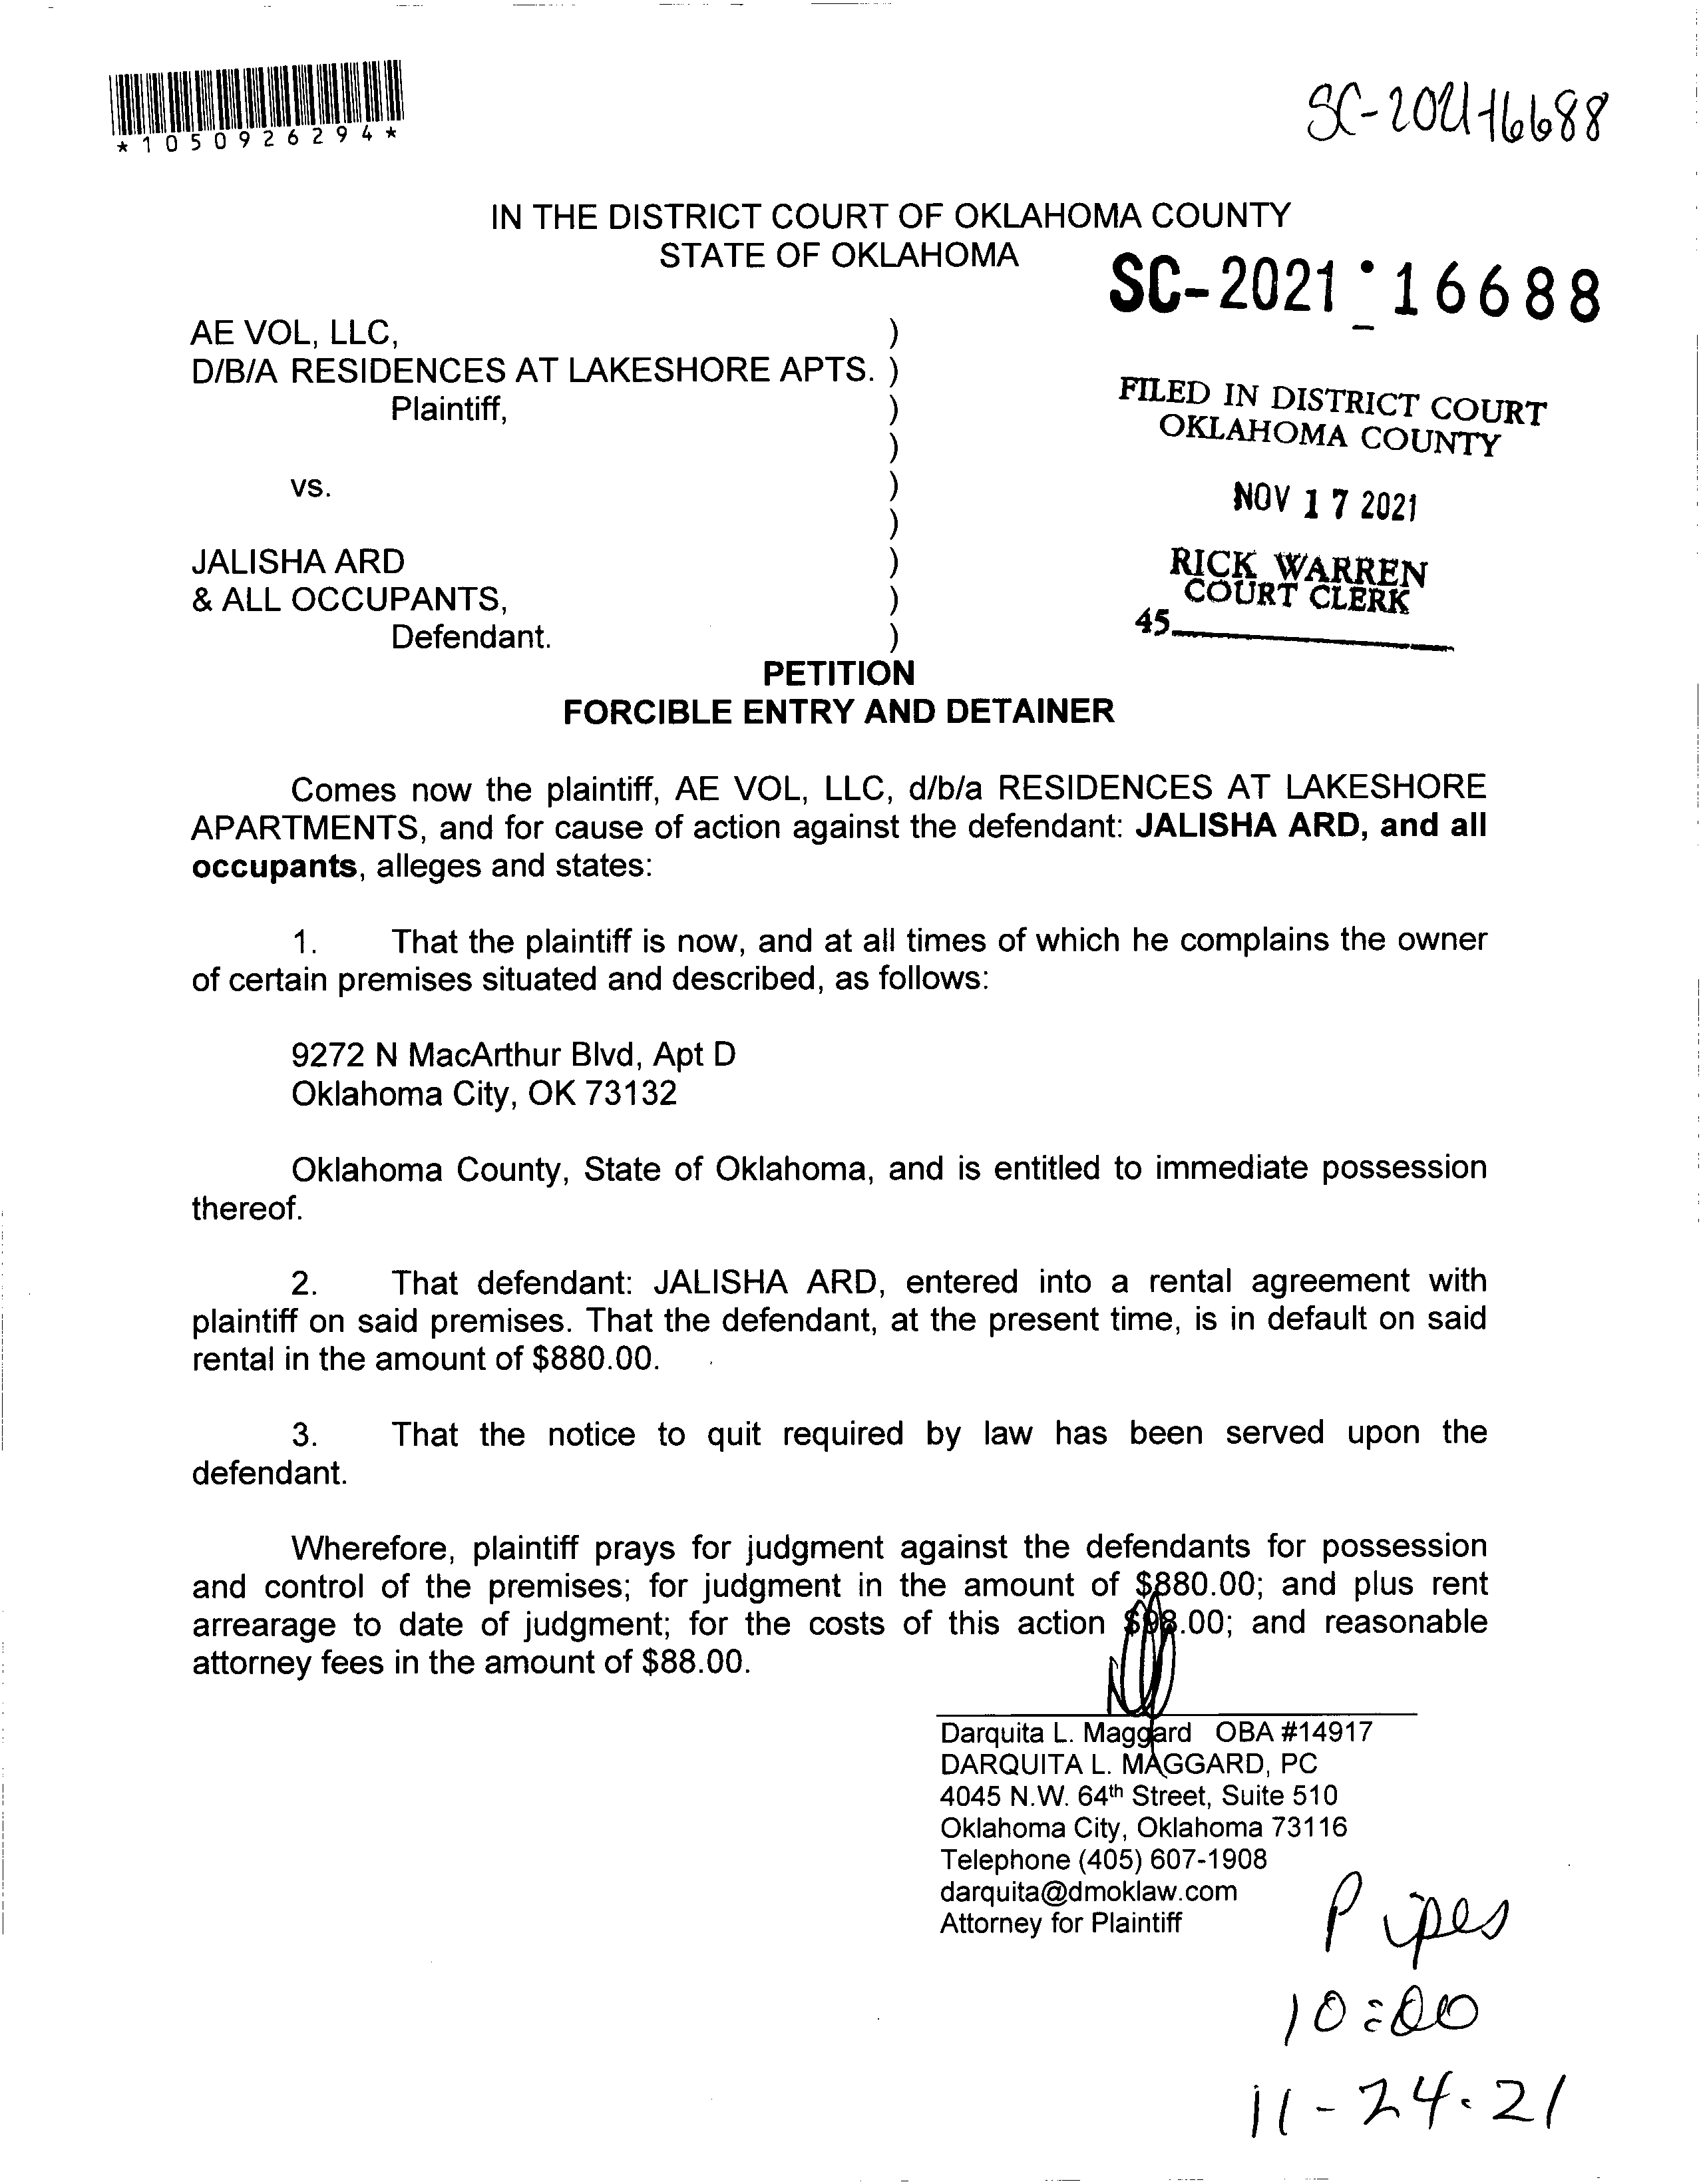 *1050926294*
SC-2021-16688
IN THE DISTRICT COURT OF OKLAHOMA COUNTY
STATE OF OKLAHOMA
SC-2021-16688
AE VOL, LLC, )
D/B/A RESIDENCES AT LAKESHORE APTS. )
Plaintiff, )
)
vs. )
)
JALISHA ARD )
& ALL OCCUPANTS, )
Defendant. )
FILED IN DISTRICT COURT
OKLAHOMA COUNTY
NOV 17 2021
RICK WARREN
COURT CLERK
45
PETITION
FORCIBLE ENTRY AND DETAINER
Comes now the plaintiff, AE VOL, LLC, d/b/a RESIDENCES AT LAKESHORE
APARTMENTS, and for cause of action against the defendant: JALISHA ARD, and all
occupants, alleges and states:
1. That the plaintiff is now, and at all times of which he complains the owner
of certain premises situated and described, as follows:
9272 N MacArthur Blvd, Apt D
Oklahoma City, OK 73132
Oklahoma County, State of Oklahoma, and is entitled to immediate possession
thereof.
2. That defendant: JALISHA ARD, entered into a rental agreement with
plaintiff on said premises. That the defendant, at the present time, is in default on said
rental in the amount of $880.00.
3. That the notice to quit required by law has been served upon the
defendant.
Wherefore, plaintiff prays for judgment against the defendants for possession
and control of the premises; for judgment in the amount of $880.00; and plus rent
arrearage to date of judgment; for the costs of this action $98.00; and reasonable
attorney fees in the amount of $88.00.
Darquita L. Maggard OBA #14917
DARQUITA L. MAGGARD, PC
4045 N.W. 64th Street, Suite 510
Oklahoma City, Oklahoma 73116
Telephone (405) 607-1908
darquita@dmoklaw.com
Attorney for Plaintiff
Pipes
10:00
11-24-21